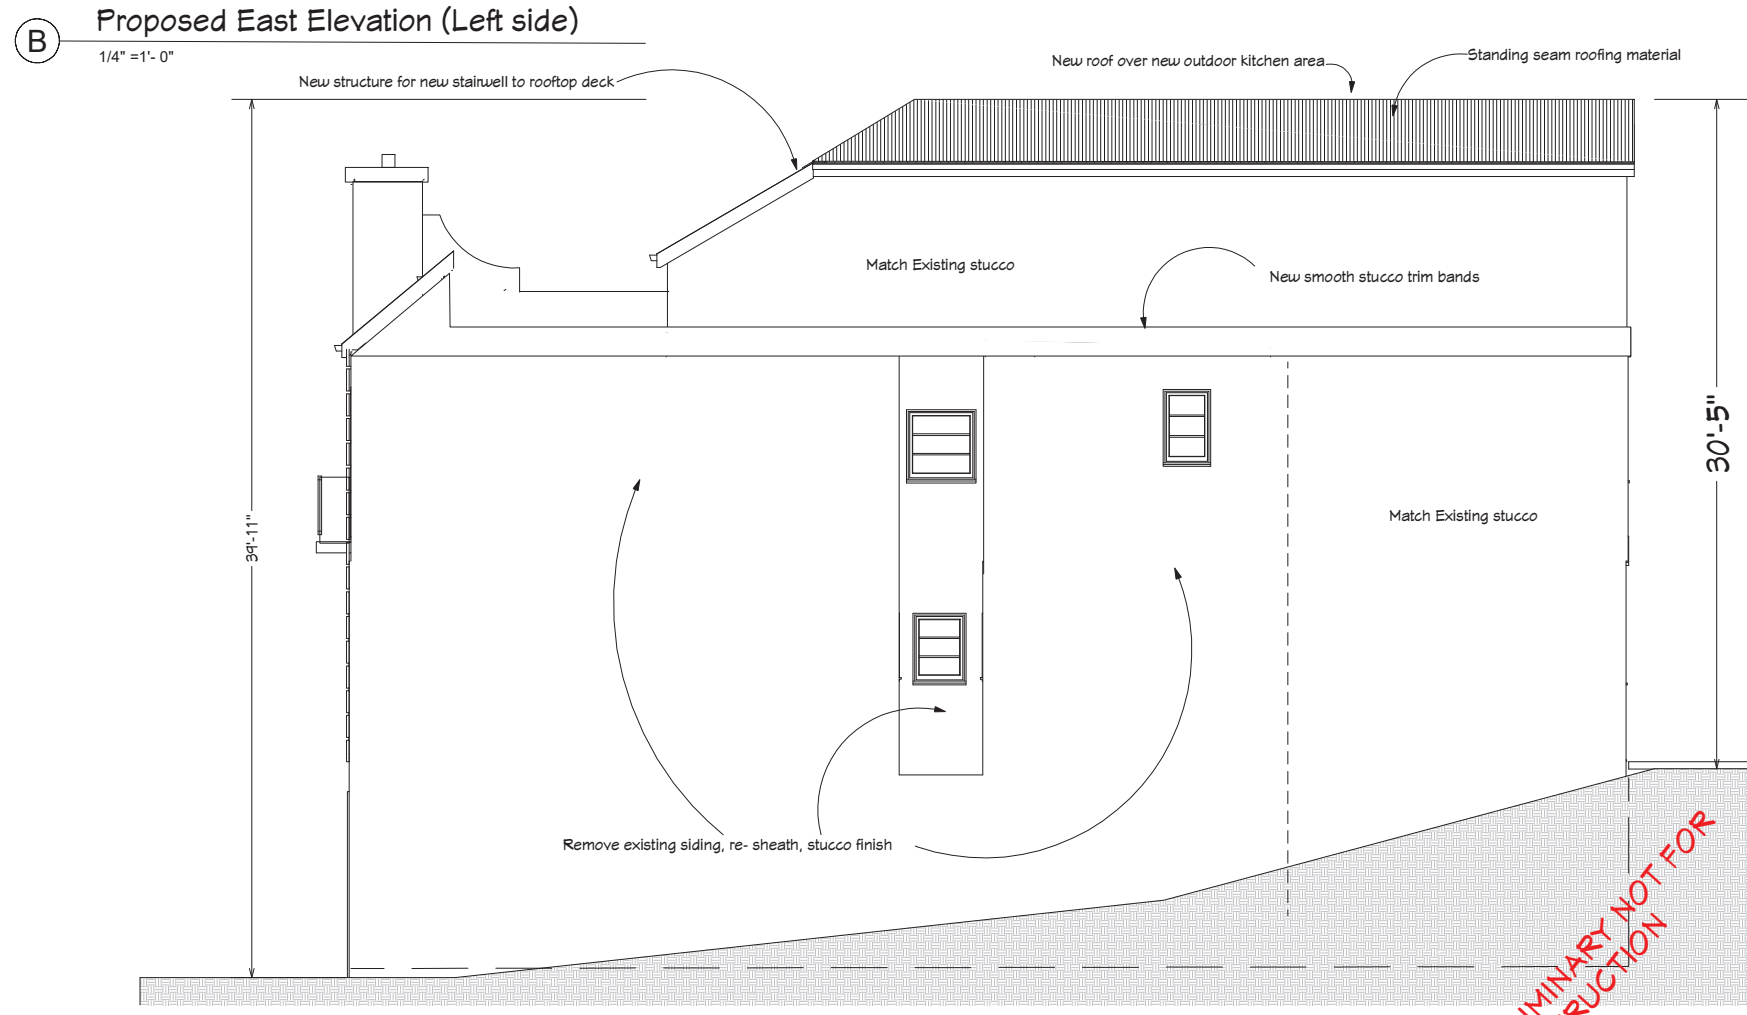 Proposed East Elevation (Left side)
B
1/4" =1'- 0"
New structure for new stairwell to rooftop deck
New roof over new outdoor kitchen area
Standing seam roofing material
Match Existing stucco
New smooth stucco trim bands
30'-5"
39'-11"
Match Existing stucco
Remove existing siding, re- sheath, stucco finish
NOT FOR